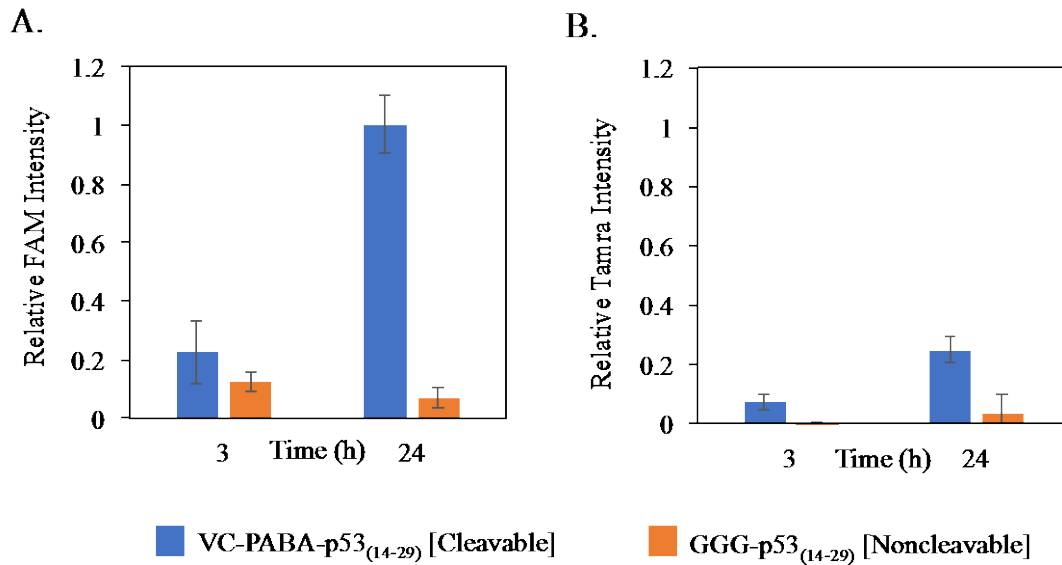 A.
1.2
1
0.8
0.6
0.4
0.2
0
Relative FAM Intensity
3 Time (h) 24
B.
1.2
1
0.8
0.6
0.4
0.2
0
Relative Tamra Intensity
3 Time (h) 24
VC-PABA-p53(14-29) [Cleavable]
GGG-p53(14-29) [Noncleavable]